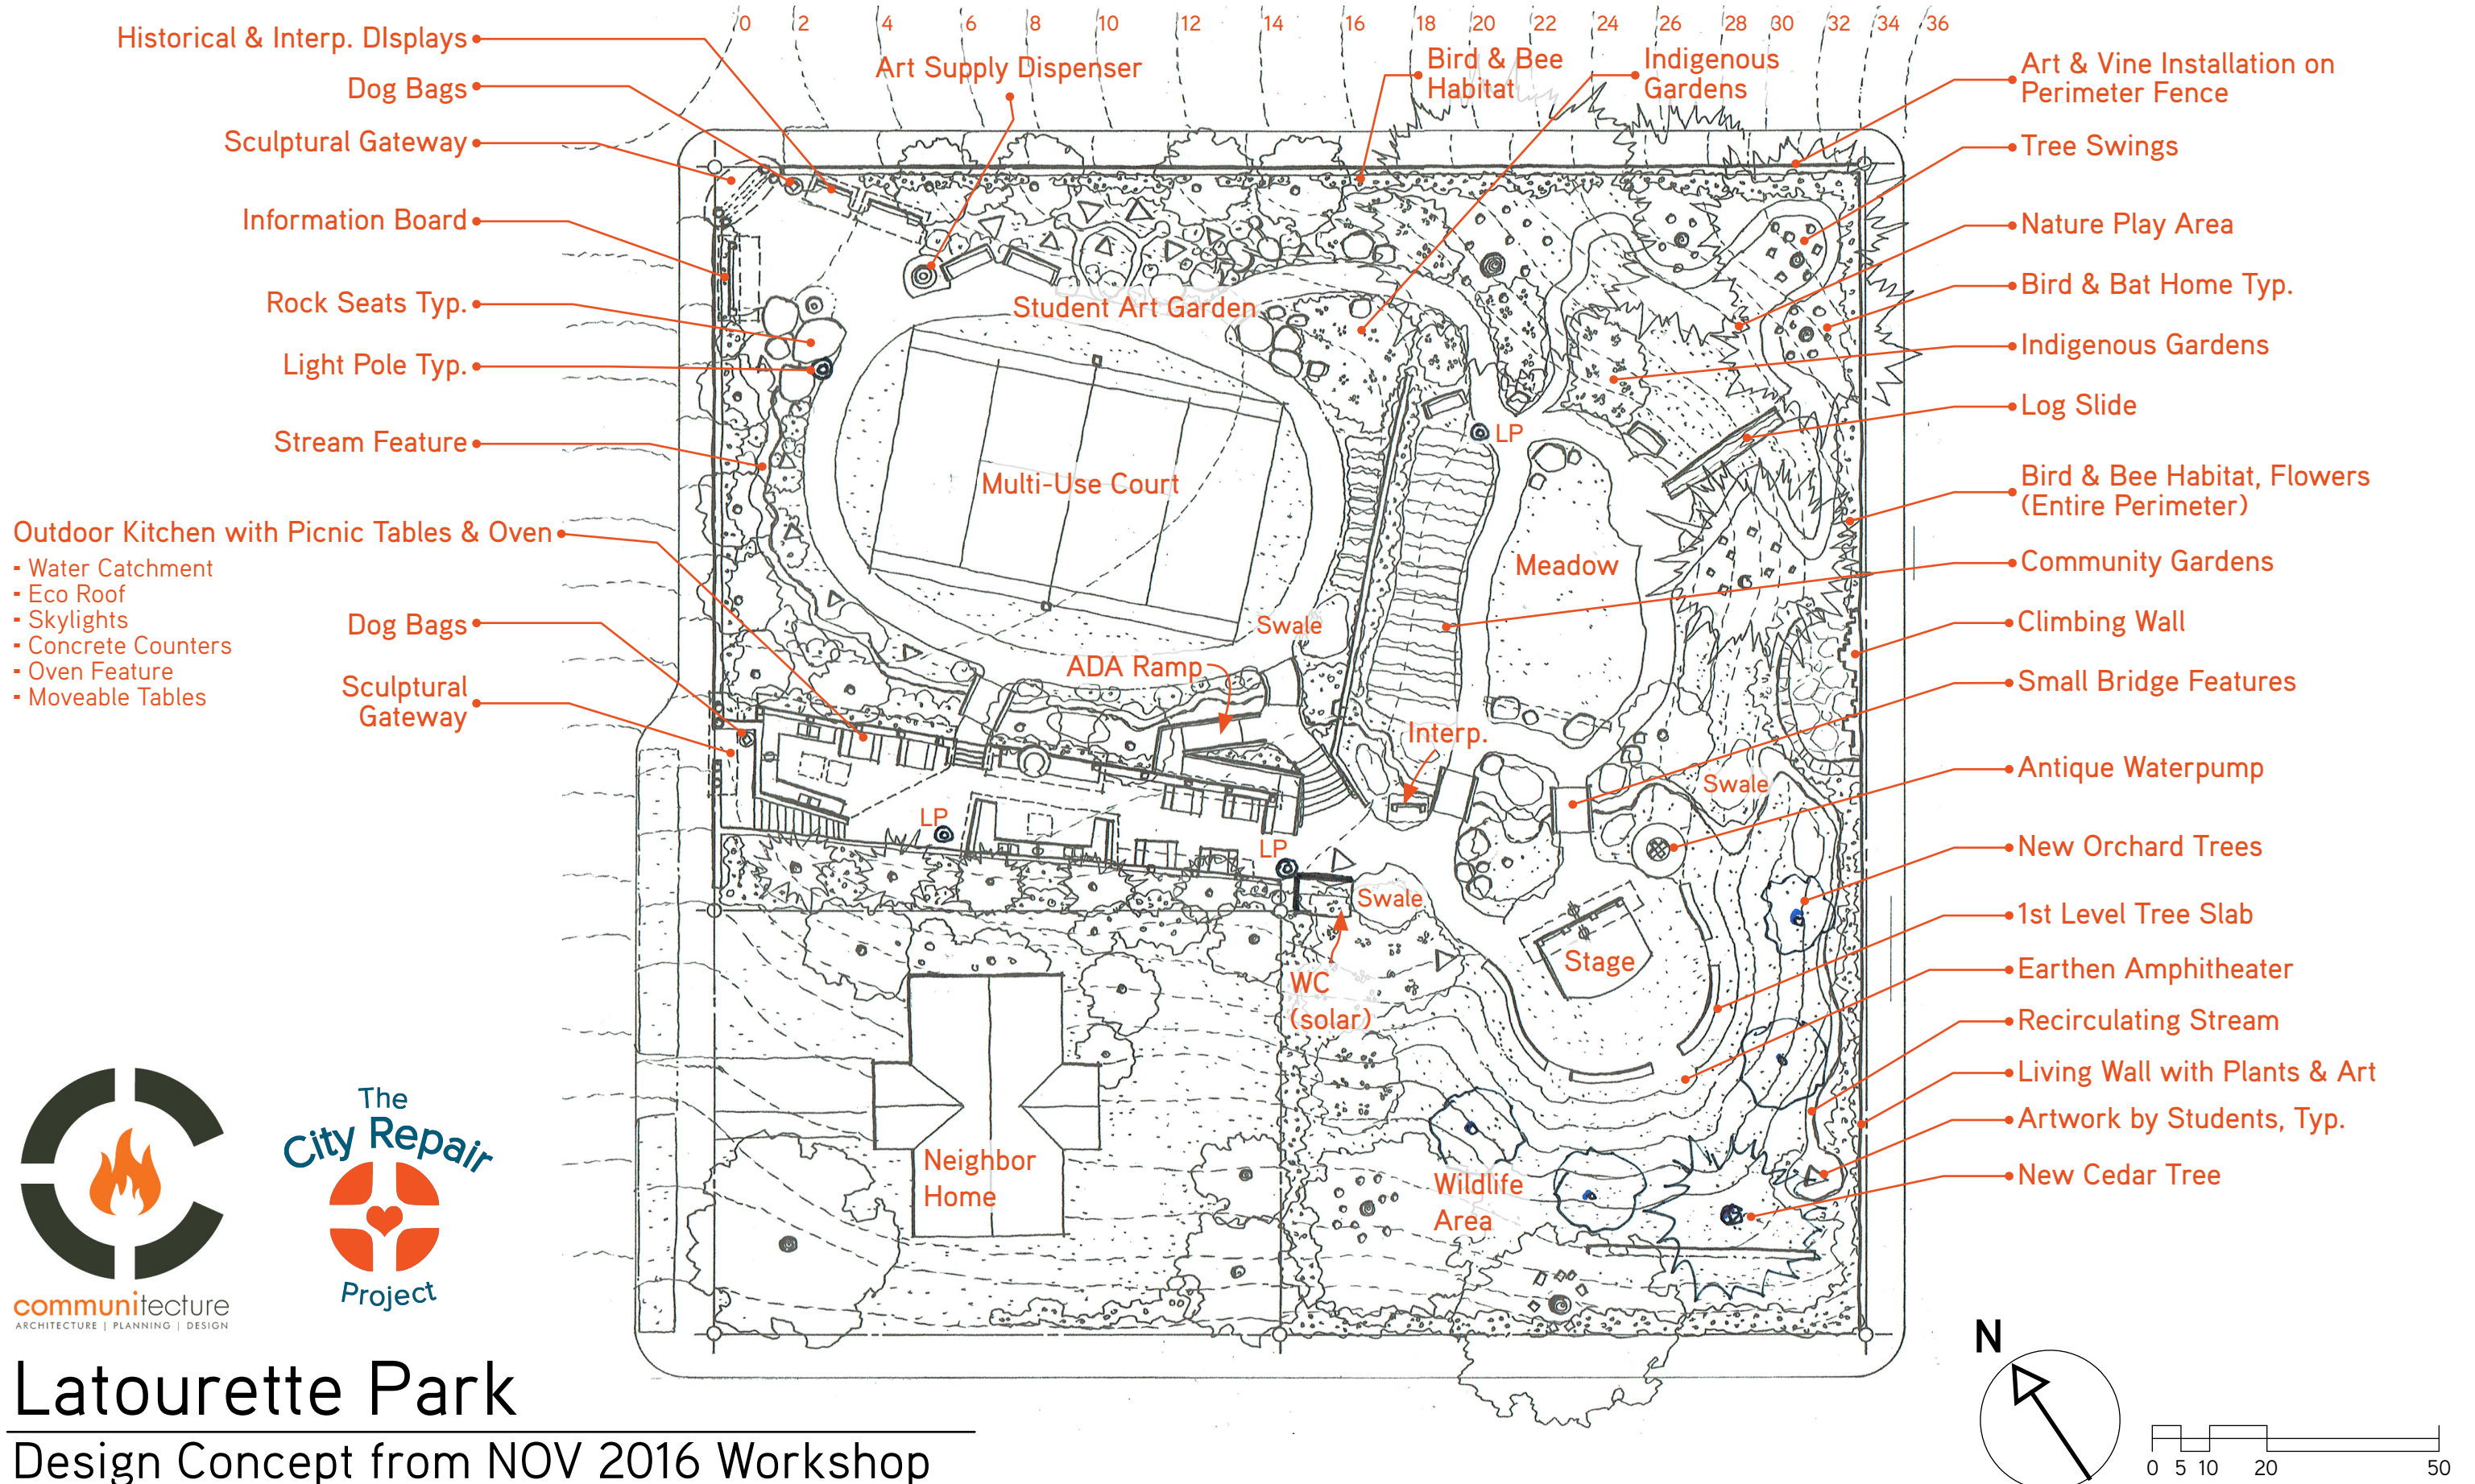 0 2 4 6 8 10 12 14 16 18 20 22 24 26 28 30 32 34 36
Historical & Interp. DIsplays
Dog Bags
Sculptural Gateway
Information Board
Rock Seats Typ.
Light Pole Typ.
Stream Feature
Outdoor Kitchen with Picnic Tables & Oven
- Water Catchment
- Eco Roof
- Skylights
- Concrete Counters
- Oven Feature
- Moveable Tables
Dog Bags
Sculptural
Gateway
Art Supply Dispenser
Bird & Bee
Habitat
Indigenous
Gardens
Student Art Garden
Multi-Use Court
LP
Meadow
Swale
ADA Ramp
Interp.
Swale
LP
LP
Swale
Stage
WC
(solar)
Neighbor
Home
Wildlife
Area
Art & Vine Installation on
Perimeter Fence
Tree Swings
Nature Play Area
Bird & Bat Home Typ.
Indigenous Gardens
Log Slide
Bird & Bee Habitat, Flowers
(Entire Perimeter)
Community Gardens
Climbing Wall
Small Bridge Features
Antique Waterpump
New Orchard Trees
1st Level Tree Slab
Earthen Amphitheater
Recirculating Stream
Living Wall with Plants & Art
Artwork by Students, Typ.
New Cedar Tree
communitecture
ARCHITECTURE | PLANNING | DESIGN
The
City Repair
Project
Latourette Park
Design Concept from NOV 2016 Workshop
N
0 5 10 20 50